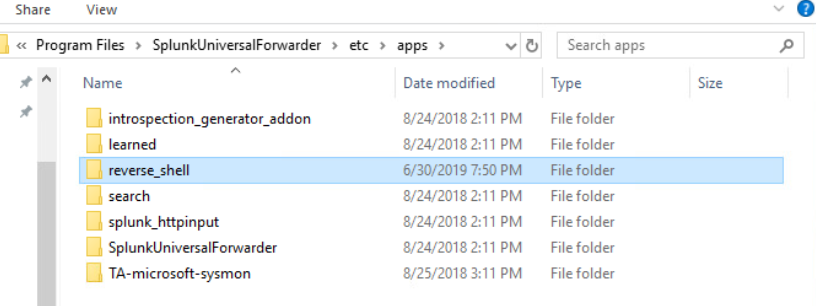 Share View
« Program Files > SplunkUniversalForwarder > etc > apps > Search apps
Name Date modified Type Size
introspection_generator_addon 8/24/2018 2:11 PM File folder
learned 8/24/2018 2:11 PM File folder
reverse_shell 6/30/2019 7:50 PM File folder
search 8/24/2018 2:11 PM File folder
splunk_httpinput 8/24/2018 2:11 PM File folder
SplunkUniversalForwarder 8/24/2018 2:11 PM File folder
TA-microsoft-sysmon 8/25/2018 3:11 PM File folder